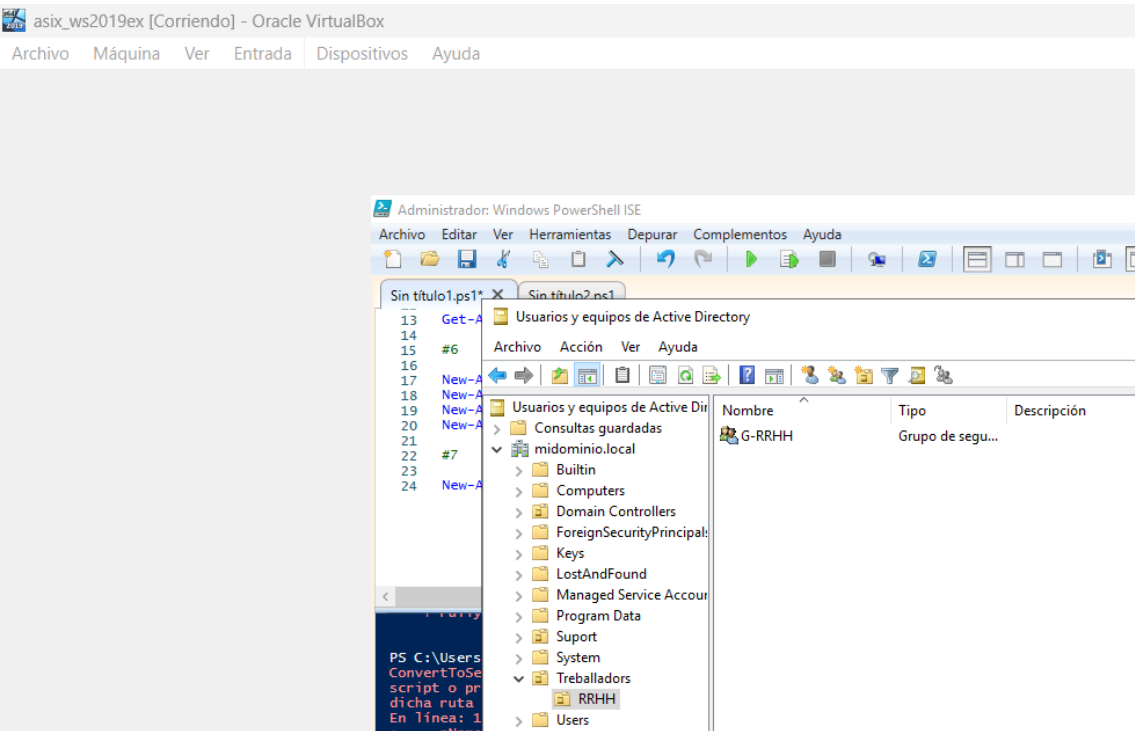 asix_ws2019ex [Corriendo] - Oracle VirtualBox
Archivo Máquina Ver Entrada Dispositivos Ayuda
Administrador: Windows PowerShell ISE
Archivo Editar Ver Herramientas Depurar Complementos Ayuda
Sin título1.ps1* Sin título2.ps1
13 Get-A
14
15 #6
16
17 New-A
18 New-A
19 New-A
20 New-A
21
22 #7
23
24 New-A
PS C:\Users
ConvertToSe
script o pr
dicha ruta
En línea: 1
Usuarios y equipos de Active Directory
Archivo Acción Ver Ayuda
Usuarios y equipos de Active Dir
Consultas guardadas
midominio.local
Builtin
Computers
Domain Controllers
ForeignSecurityPrincipals
Keys
LostAndFound
Managed Service Accour
Program Data
Suport
System
Treballadors
RRHH
Users
Nombre Tipo Descripción
G-RRHH Grupo de segu...